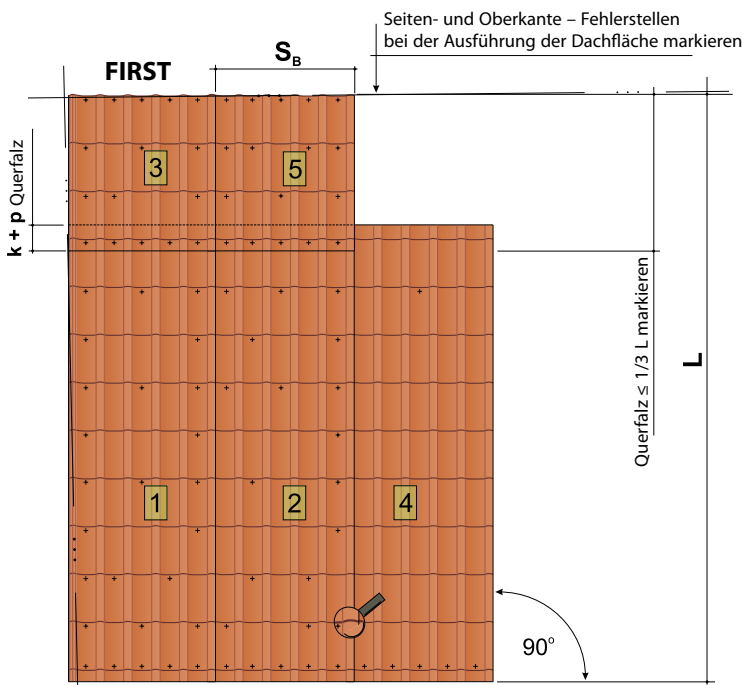 Seiten- und Oberkante – Fehlerstellen
bei der Ausführung der Dachfläche markieren
FIRST
S_B
3
5
k + p Querfalz
Querfalz ≤ 1/3 L markieren
L
1
2
4
90°